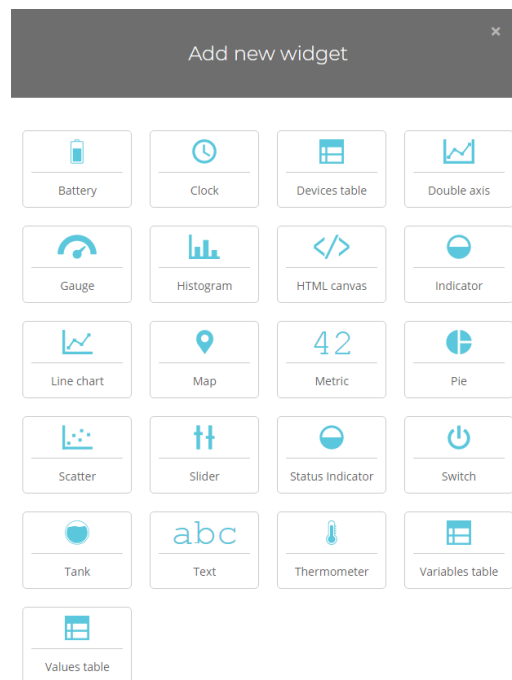 ×
Add new widget
Battery
Clock
Devices table
Double axis
Gauge
Histogram
</>
HTML canvas
Indicator
Line chart
Map
42
Metric
Pie
Scatter
Slider
Status Indicator
Switch
Tank
abc
Text
Thermometer
Variables table
Values table